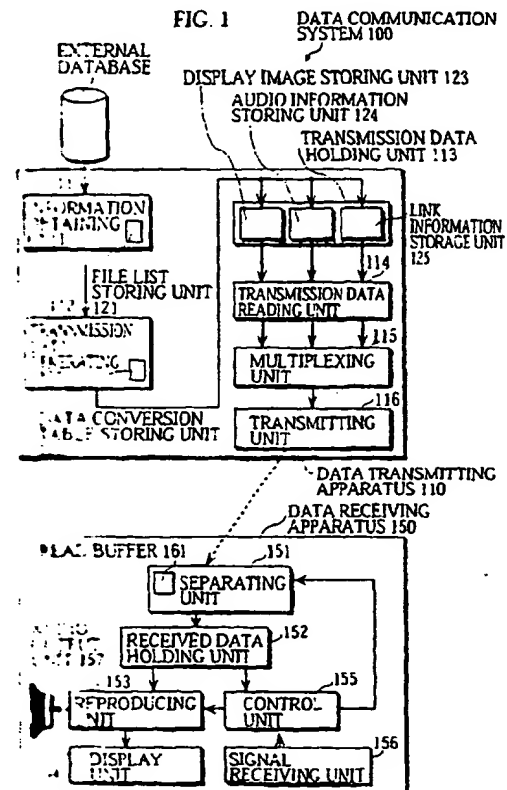 FIG. 1
DATA COMMUNICATION
SYSTEM 100
EXTERNAL
DATABASE
DISPLAY IMAGE STORING UNIT 123
AUDIO INFORMATION
STORING UNIT 124
TRANSMISSION DATA
HOLDING UNIT 113
LINK
INFORMATION
STORAGE UNIT
125
FILE LIST
STORING UNIT
121
114
TRANSMISSION DATA
READING UNIT
115
MULTIPLEXING
UNIT
116
TRANSMITTING
UNIT
CONVERSION
STORING UNIT
DATA TRANSMITTING
APPARATUS 110
DATA RECEIVING
APPARATUS 150
BUFFER 161
151
SEPARATING
UNIT
152
RECEIVED DATA
HOLDING UNIT
153
REPRODUCING
UNIT
155
CONTROL
UNIT
DISPLAY
UNIT
156
SIGNAL
RECEIVING UNIT